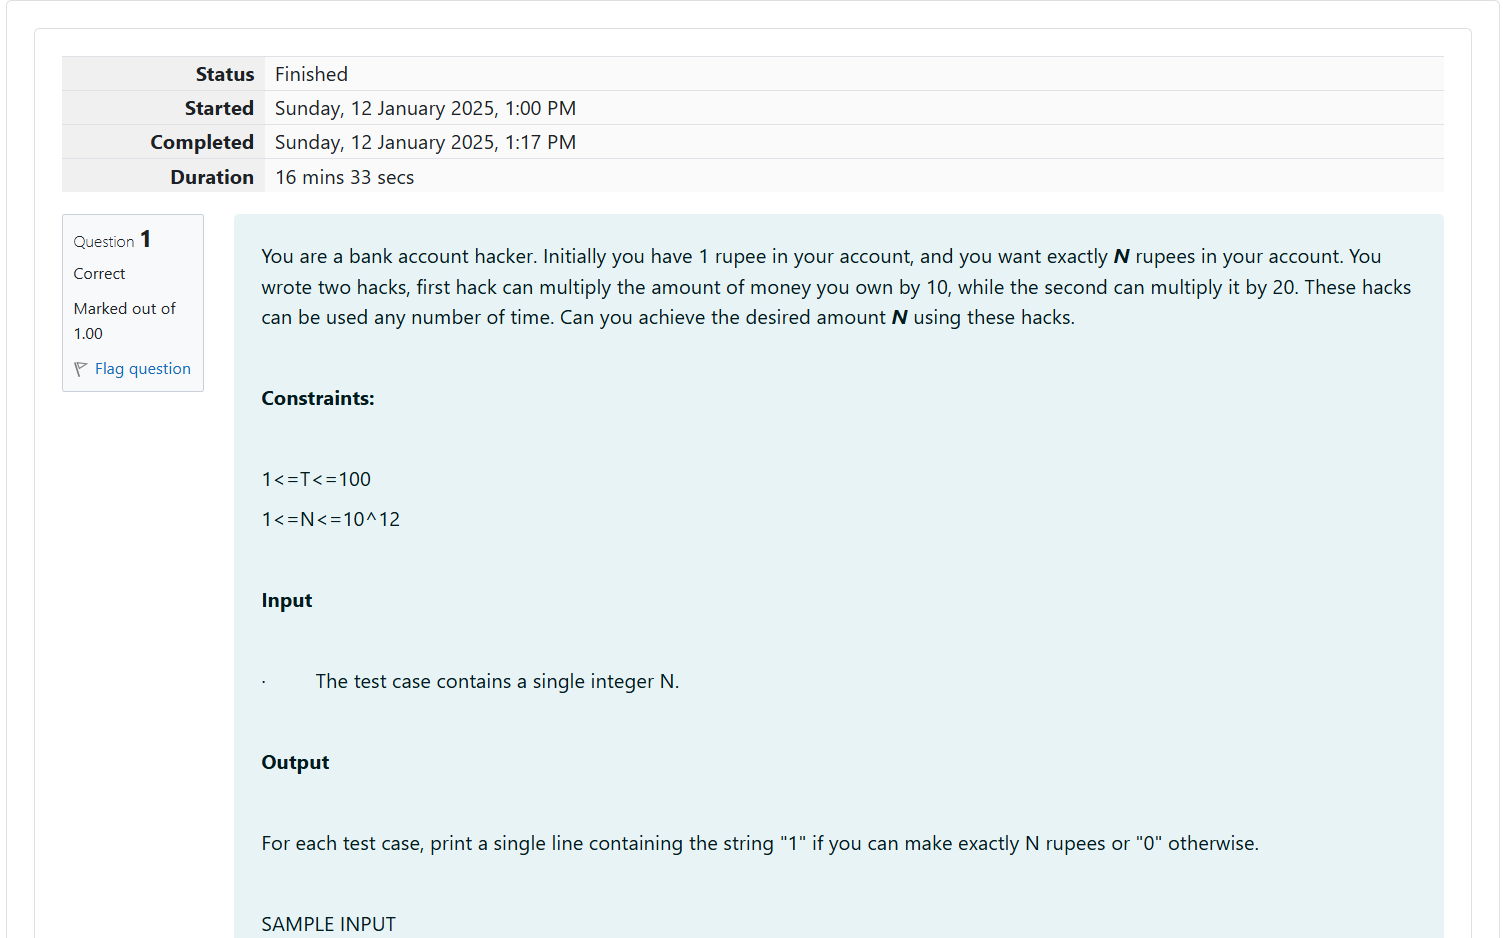 Status Finished
Started Sunday, 12 January 2025, 1:00 PM
Completed Sunday, 12 January 2025, 1:17 PM
Duration 16 mins 33 secs
Question 1
Correct
Marked out of
1.00
Flag question
You are a bank account hacker. Initially you have 1 rupee in your account, and you want exactly N rupees in your account. You
wrote two hacks, first hack can multiply the amount of money you own by 10, while the second can multiply it by 20. These hacks
can be used any number of time. Can you achieve the desired amount N using these hacks.
Constraints:
1<=T<=100
1<=N<=10^12
Input
· The test case contains a single integer N.
Output
For each test case, print a single line containing the string "1" if you can make exactly N rupees or "0" otherwise.
SAMPLE INPUT